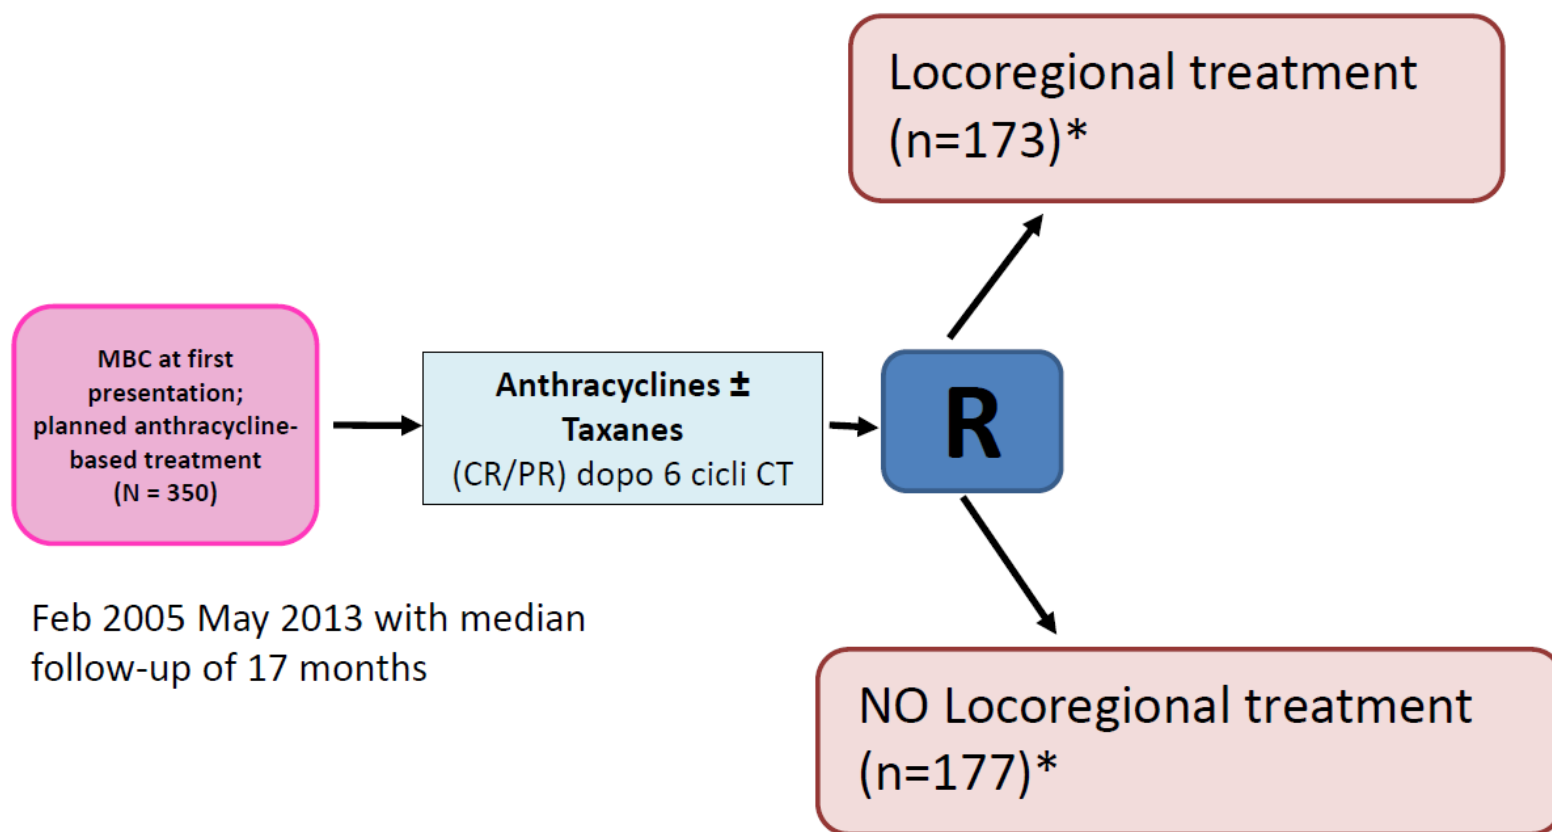 Locoregional treatment
(n=173)*
MBC at first
presentation;
planned anthracycline-
based treatment
(N = 350)
Anthracyclines ±
Taxanes
(CR/PR) dopo 6 cicli CT
R
Feb 2005 May 2013 with median
follow-up of 17 months
NO Locoregional treatment
(n=177)*